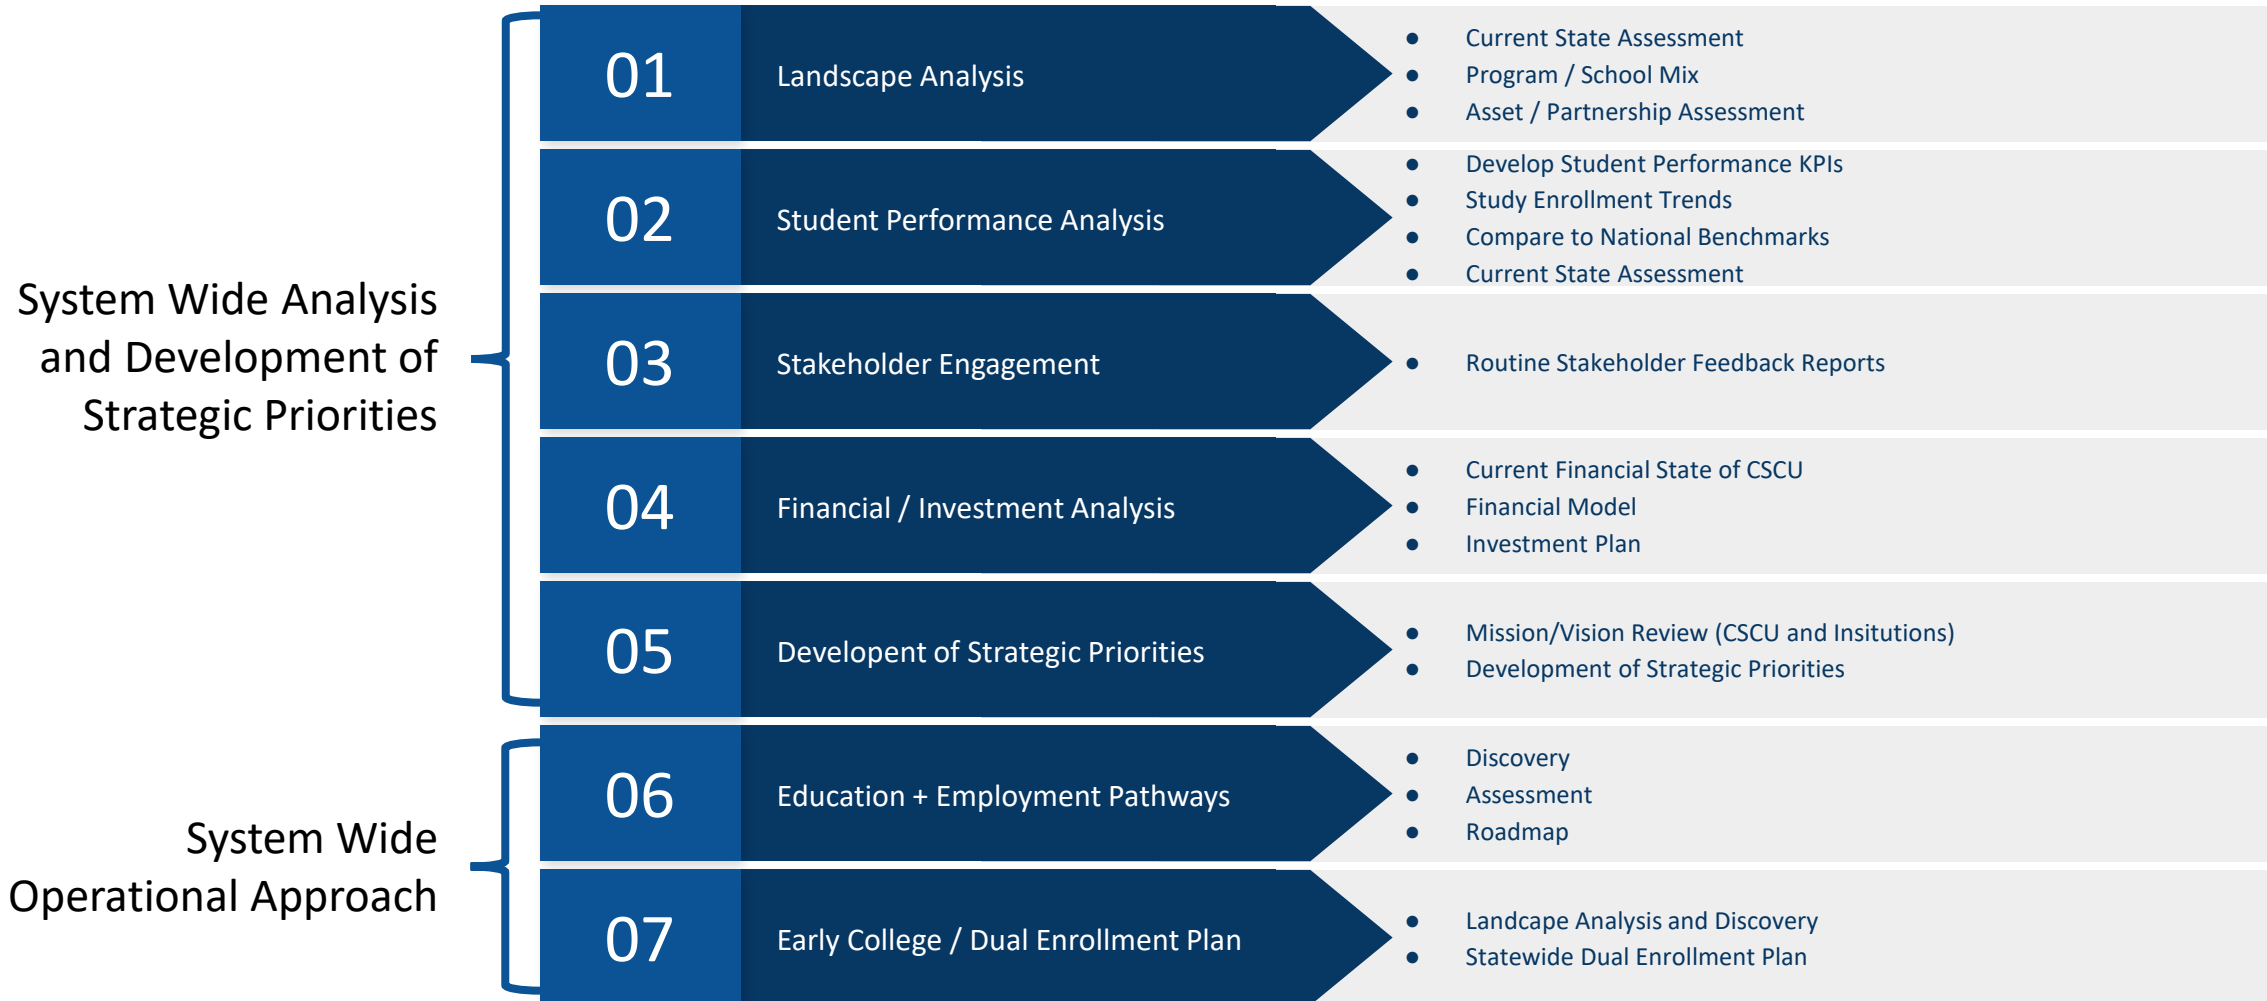 System Wide Analysis
and Development of
Strategic Priorities
01
Landscape Analysis
● Current State Assessment
● Program / School Mix
● Asset / Partnership Assessment
02
Student Performance Analysis
● Develop Student Performance KPIs
● Study Enrollment Trends
● Compare to National Benchmarks
● Current State Assessment
03
Stakeholder Engagement
● Routine Stakeholder Feedback Reports
04
Financial / Investment Analysis
● Current Financial State of CSCU
● Financial Model
● Investment Plan
05
Developent of Strategic Priorities
● Mission/Vision Review (CSCU and Insitutions)
● Development of Strategic Priorities
System Wide
Operational Approach
06
Education + Employment Pathways
● Discovery
● Assessment
● Roadmap
07
Early College / Dual Enrollment Plan
● Landcape Analysis and Discovery
● Statewide Dual Enrollment Plan